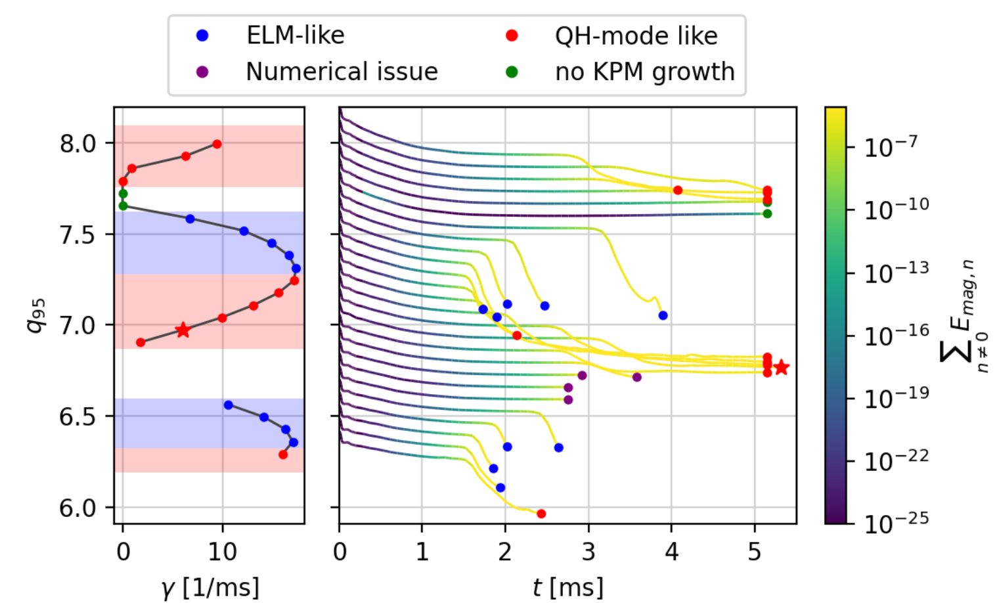 ELM-like
QH-mode like
Numerical issue
no KPM growth
8.0
7.5
7.0
6.5
6.0
q₉₅
0
10
γ [1/ms]
0
1
2
3
4
5
t [ms]
10⁻⁷
10⁻¹⁰
10⁻¹³
10⁻¹⁶
10⁻¹⁹
10⁻²²
10⁻²⁵
∑ E_{mag, n}
n ≠ 0